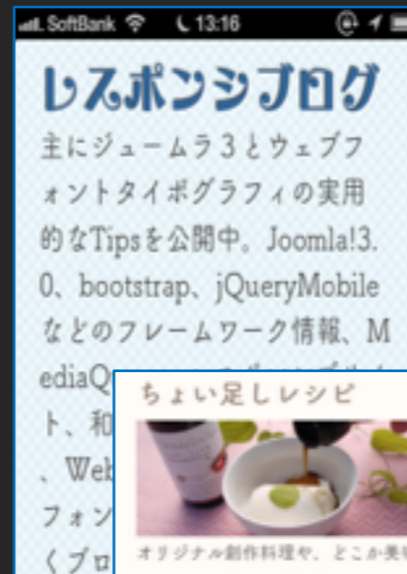 SoftBank 13:16
レスポンシブログ
主にジュームラ３とウェブフ
ォントタイポグラフィの実用
的なTipsを公開中。Joomla!3.
0、bootstrap、jQueryMobile
などのフレームワーク情報、M
ediaQ
ト、和
、Web
フォン
くブロ
ちょい足しレシピ
オリジナル創作料理や、どこか美味